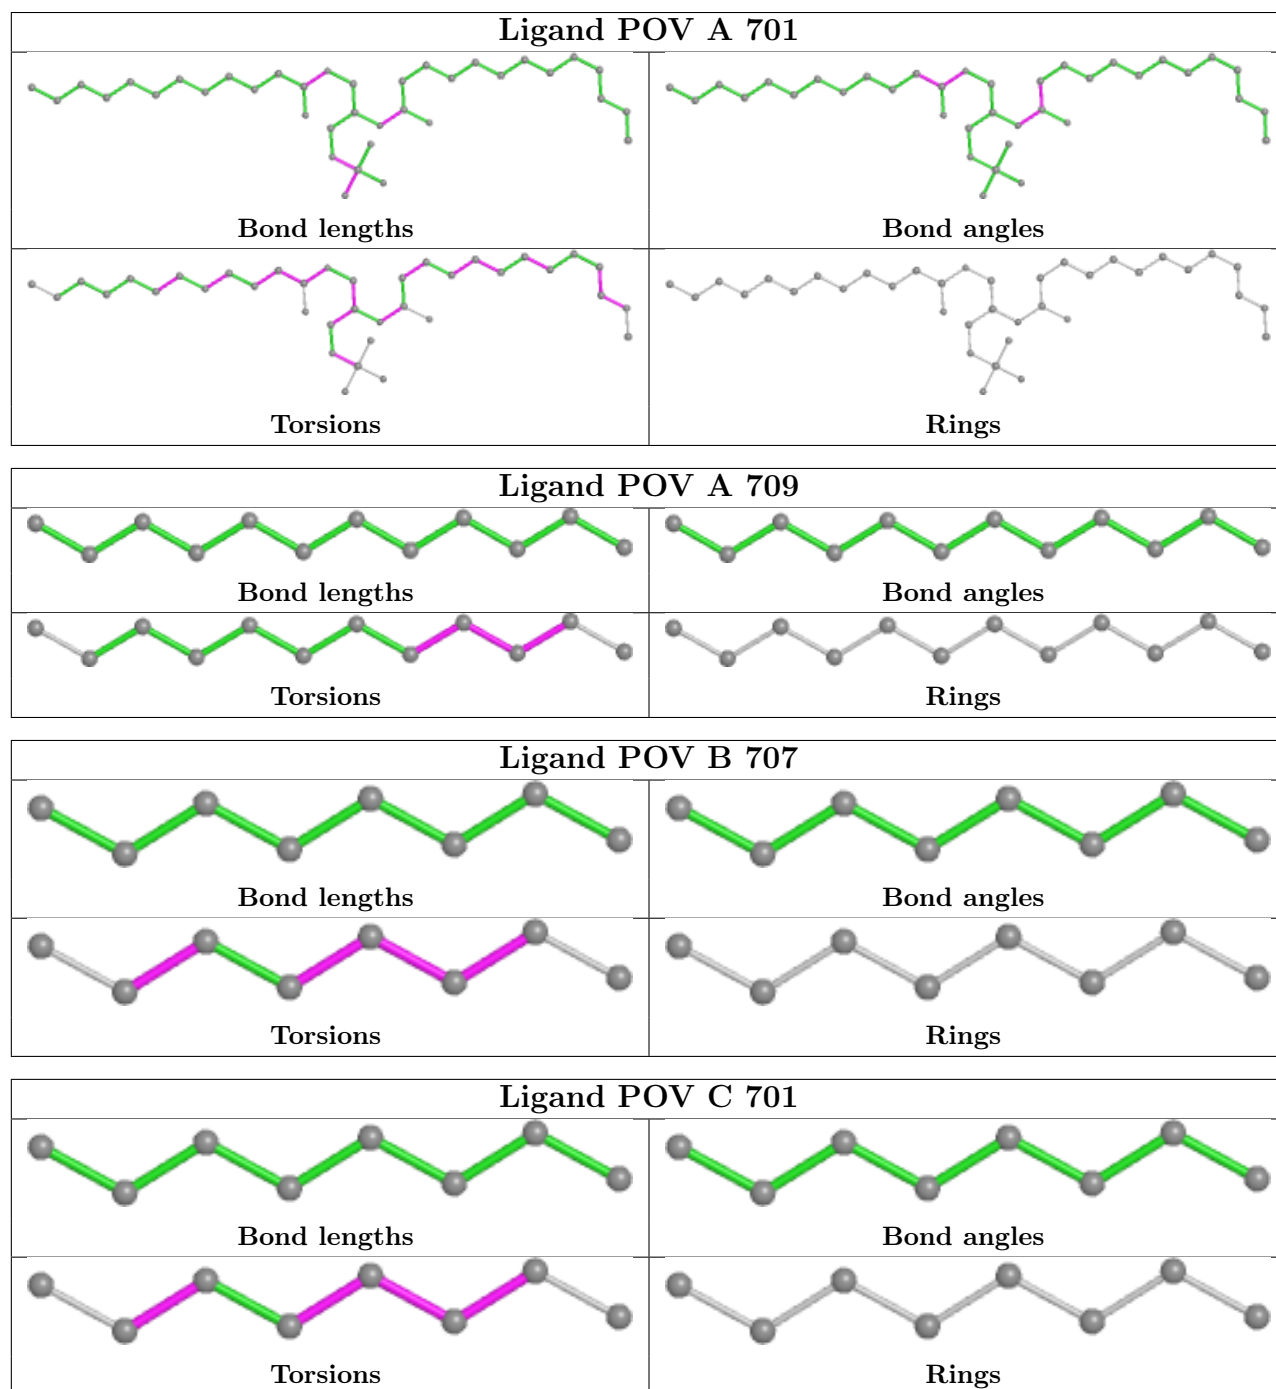 Ligand POV A 701
Bond lengths
Bond angles
Torsions
Rings
Ligand POV A 709
Bond lengths
Bond angles
Torsions
Rings
Ligand POV B 707
Bond lengths
Bond angles
Torsions
Rings
Ligand POV C 701
Bond lengths
Bond angles
Torsions
Rings